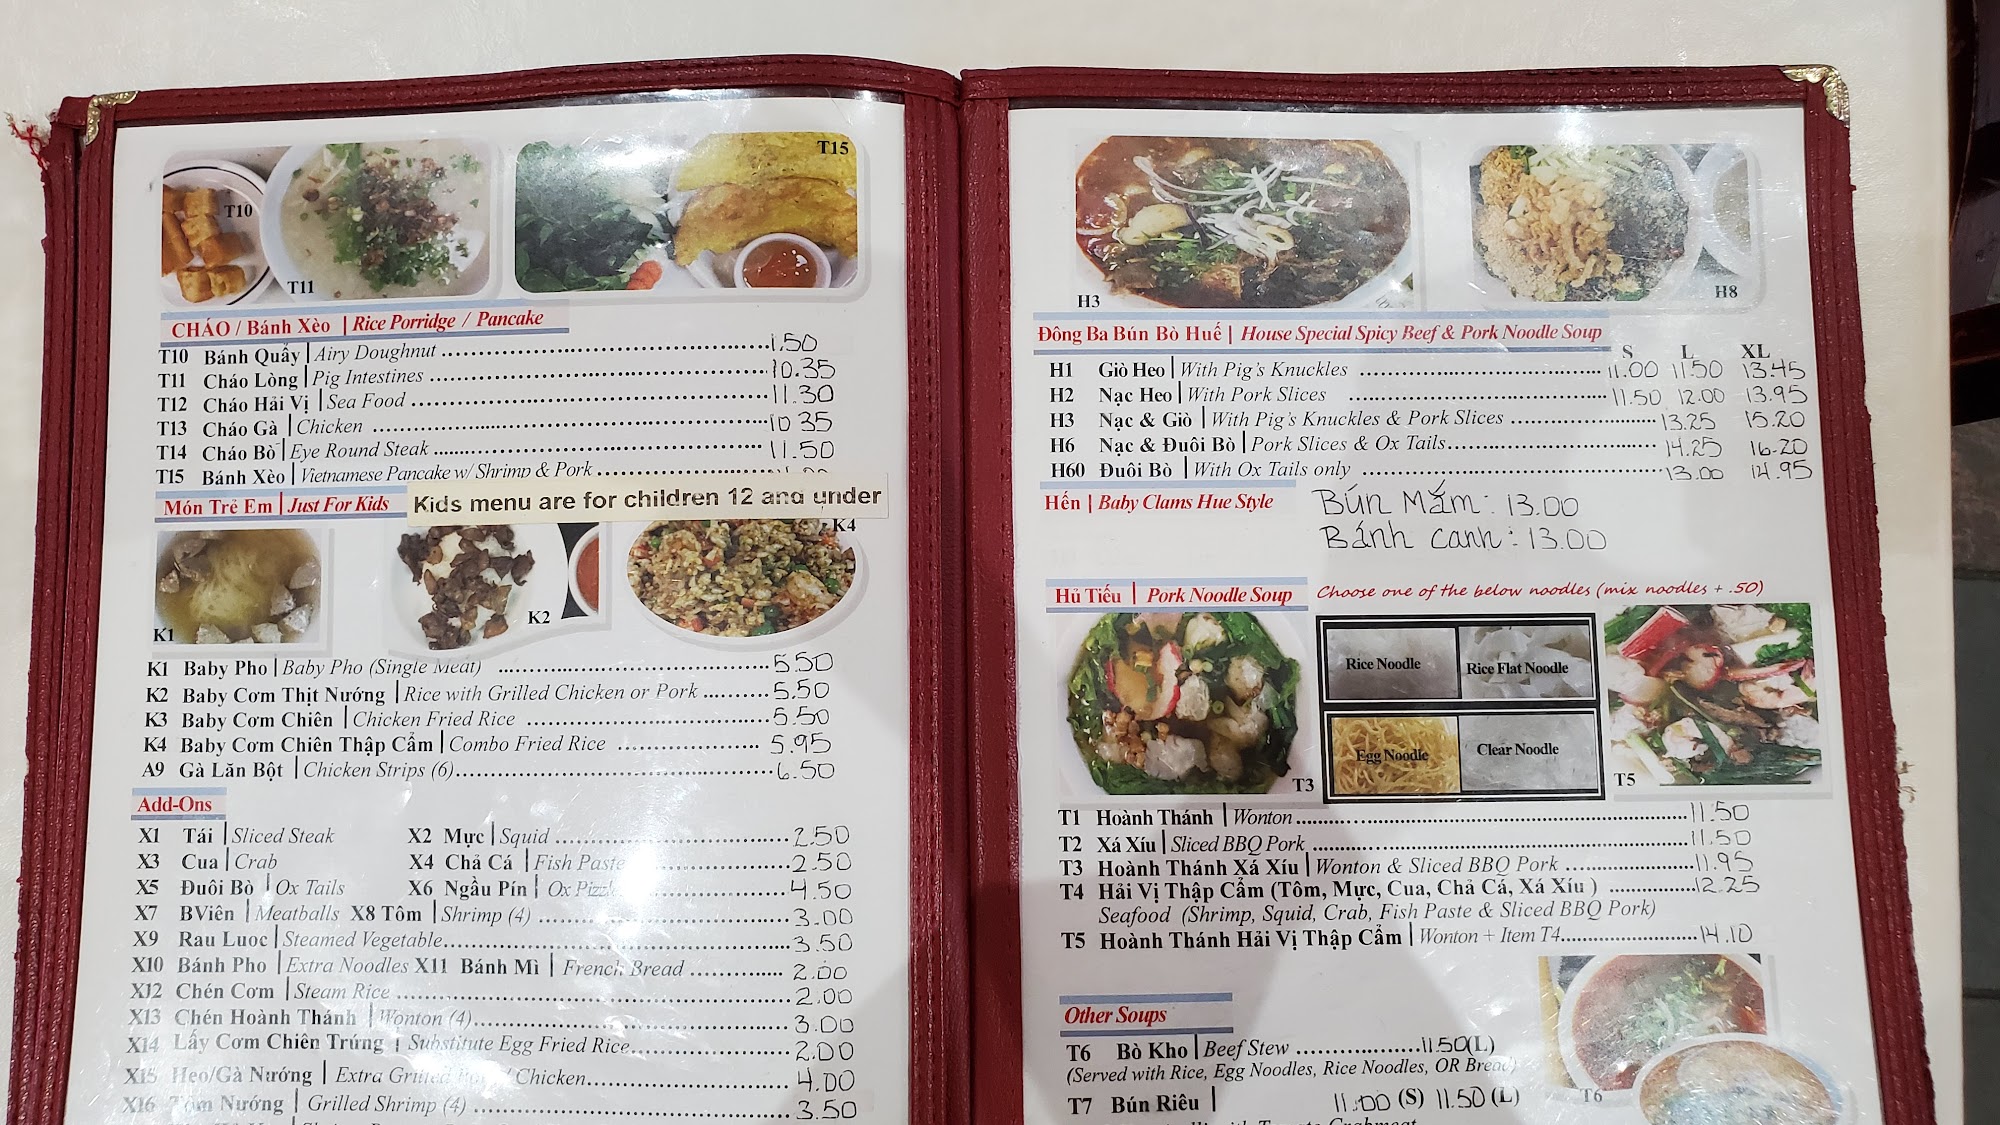 T10
T11
T15
CHÁO / Bánh Xèo | Rice Porridge / Pancake
T10 Bánh Quẩy | Airy Doughnut 1.50
T11 Cháo Lòng | Pig Intestines 10.35
T12 Cháo Hải Vị | Sea Food 11.30
T13 Cháo Gà | Chicken 10 35
T14 Cháo Bò | Eye Round Steak 11.50
T15 Bánh Xèo | Vietnamese Pancake w/ Shrimp & Pork
Món Trẻ Em | Just For Kids
Kids menu are for children 12 and under
K1
K2
K4
K1 Baby Pho | Baby Pho (Single Meat) 5.50
K2 Baby Cơm Thịt Nướng | Rice with Grilled Chicken or Pork 5.50
K3 Baby Cơm Chiên | Chicken Fried Rice 5.50
K4 Baby Cơm Chiên Thập Cẩm | Combo Fried Rice 5.95
A9 Gà Lăn Bột | Chicken Strips (6) 6.50
Add-Ons
X1 Tái | Sliced Steak X2 Mực | Squid 2.50
X3 Cua | Crab X4 Chả Cá | Fish Paste 2.50
X5 Đuôi Bò | Ox Tails X6 Ngầu Pín | Ox Pizzle 4.50
X7 BViên | Meatballs X8 Tôm | Shrimp (4) 3.00
X9 Rau Luoc | Steamed Vegetable 3.50
X10 Bánh Pho | Extra Noodles X11 Bánh Mì | French Bread 2.00
X12 Chén Cơm | Steam Rice 2.00
X13 Chén Hoành Thánh | Wonton (4) 3.00
X14 Lấy Cơm Chiên Trứng | Substitute Egg Fried Rice 2.00
X15 Heo/Gà Nướng | Extra Grilled Pork / Chicken 4.00
X16 Tôm Nướng | Grilled Shrimp (4) 3.50
H3
H8
Đông Ba Bún Bò Huế | House Special Spicy Beef & Pork Noodle Soup
S L XL
H1 Giò Heo | With Pig's Knuckles 11.00 11.50 13.45
H2 Nạc Heo | With Pork Slices 11.50 12.00 13.95
H3 Nạc & Giò | With Pig's Knuckles & Pork Slices 13.25 15.20
H6 Nạc & Đuôi Bò | Pork Slices & Ox Tails 14.25 16.20
H60 Đuôi Bò | With Ox Tails only 13.00 14.95
Hến | Baby Clams Hue Style
Bún Mắm: 13.00
Bánh canh: 13.00
Hủ Tiếu | Pork Noodle Soup
Choose one of the below noodles (mix noodles + .50)
Rice Noodle
Rice Flat Noodle
Egg Noodle
Clear Noodle
T3
T5
T1 Hoành Thánh | Wonton 11.50
T2 Xá Xíu | Sliced BBQ Pork 11.50
T3 Hoành Thánh Xá Xíu | Wonton & Sliced BBQ Pork 11.95
T4 Hải Vị Thập Cẩm (Tôm, Mực, Cua, Chả Cá, Xá Xíu ) 12.25
Seafood (Shrimp, Squid, Crab, Fish Paste & Sliced BBQ Pork)
T5 Hoành Thánh Hải Vị Thập Cẩm | Wonton + Item T4 14.10
Other Soups
T6 Bò Kho | Beef Stew 11.50(L)
(Served with Rice, Egg Noodles, Rice Noodles, OR Bread)
T6
T7 Bún Riêu | 11.00 (S) 11.50 (L)